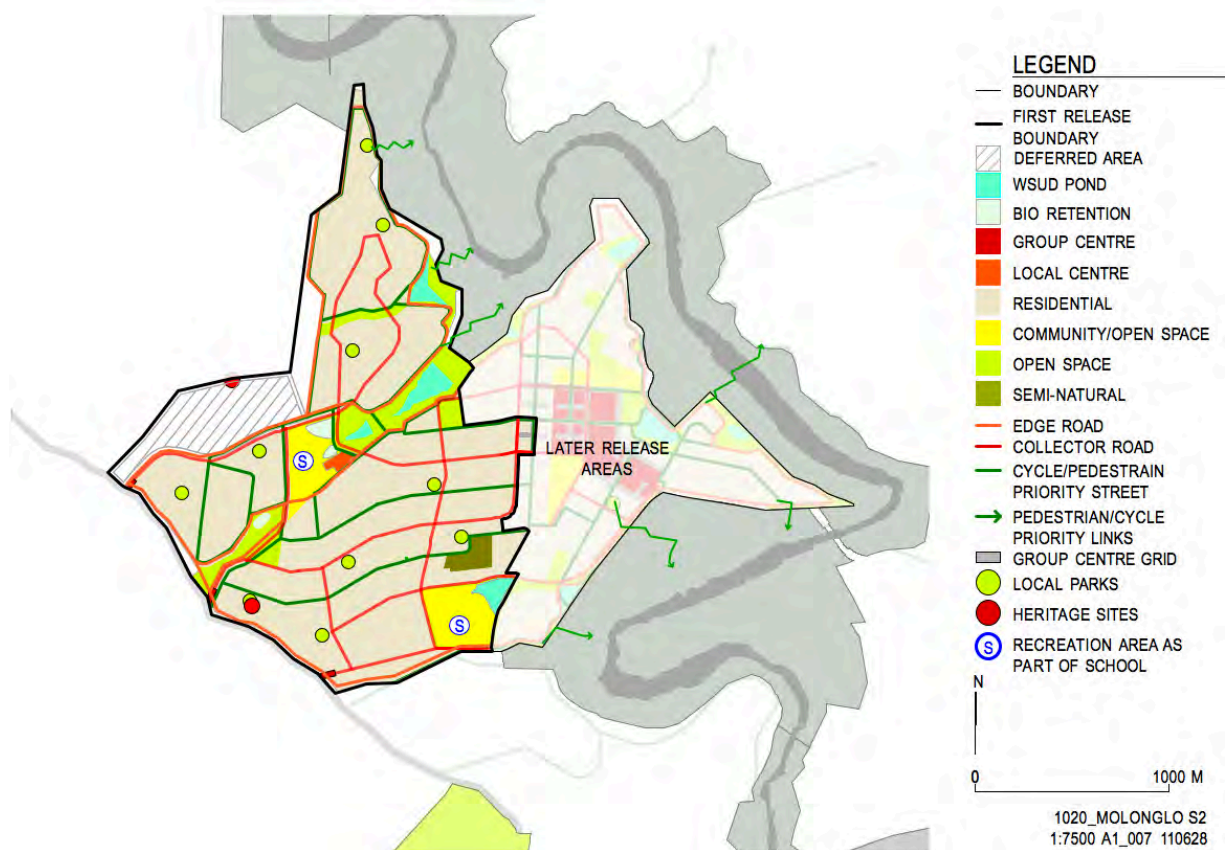 LEGEND
BOUNDARY
FIRST RELEASE
BOUNDARY
DEFERRED AREA
WSUD POND
BIO RETENTION
GROUP CENTRE
LOCAL CENTRE
RESIDENTIAL
COMMUNITY/OPEN SPACE
OPEN SPACE
SEMI-NATURAL
EDGE ROAD
COLLECTOR ROAD
CYCLE/PEDESTRAIN
PRIORITY STREET
PEDESTRIAN/CYCLE
PRIORITY LINKS
GROUP CENTRE GRID
LOCAL PARKS
HERITAGE SITES
S
RECREATION AREA AS
PART OF SCHOOL
N
0 1000 M
1020_MOLONGLO S2
1:7500 A1_007 110628
LATER RELEASE
AREAS
S
S